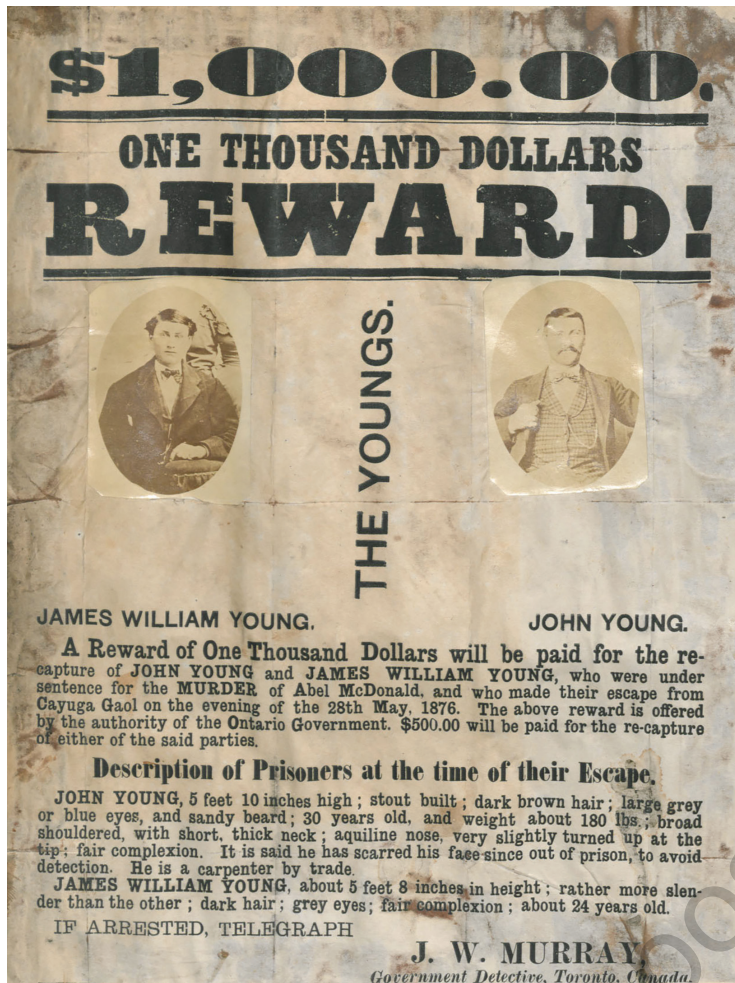 $1,000.00.
ONE THOUSAND DOLLARS
REWARD!
THE YOUNGS.
JAMES WILLIAM YOUNG.
JOHN YOUNG.
A Reward of One Thousand Dollars will be paid for the re-
capture of JOHN YOUNG and JAMES WILLIAM YOUNG, who were under
sentence for the MURDER of Abel McDonald, and who made their escape from
Cayuga Gaol on the evening of the 28th May, 1876. The above reward is offered
by the authority of the Ontario Government. $500.00 will be paid for the re-capture
of either of the said parties.
Description of Prisoners at the time of their Escape.
JOHN YOUNG, 5 feet 10 inches high ; stout built ; dark brown hair ; large grey
or blue eyes, and sandy beard ; 30 years old, and weight about 180 lbs. ; broad
shouldered, with short, thick neck ; aquiline nose, very slightly turned up at the
tip ; fair complexion. It is said he has scarred his face since out of prison, to avoid
detection. He is a carpenter by trade.
JAMES WILLIAM YOUNG, about 5 feet 8 inches in height ; rather more slen-
der than the other ; dark hair ; grey eyes ; fair complexion ; about 24 years old.
IF ARRESTED, TELEGRAPH
J. W. MURRAY,
Government Detective, Toronto, Canada.